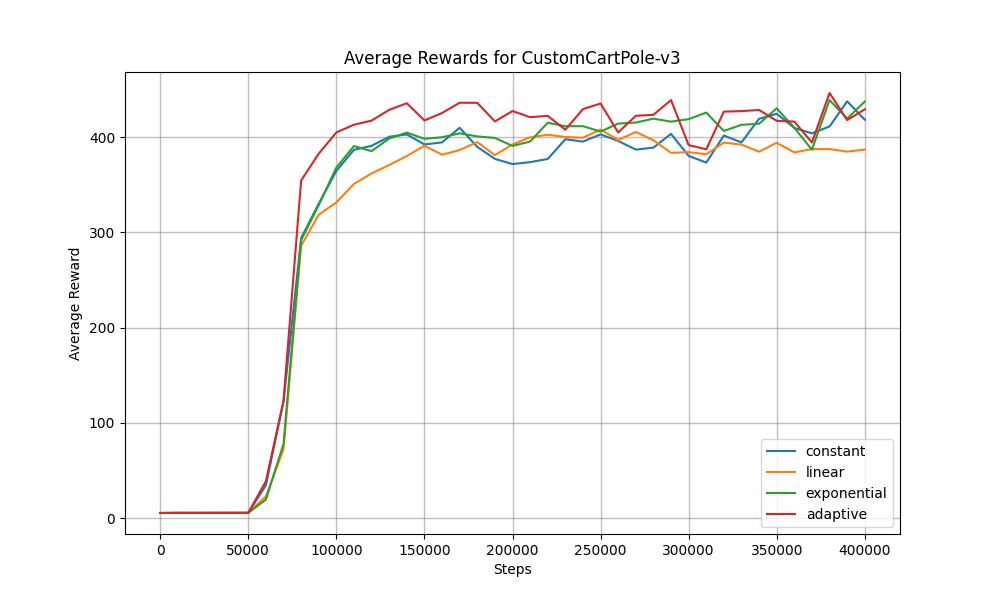 Average Rewards for CustomCartPole-v3
Average Reward
400
300
200
100
0
constant
linear
exponential
adaptive
0 50000 100000 150000 200000 250000 300000 350000 400000
Steps